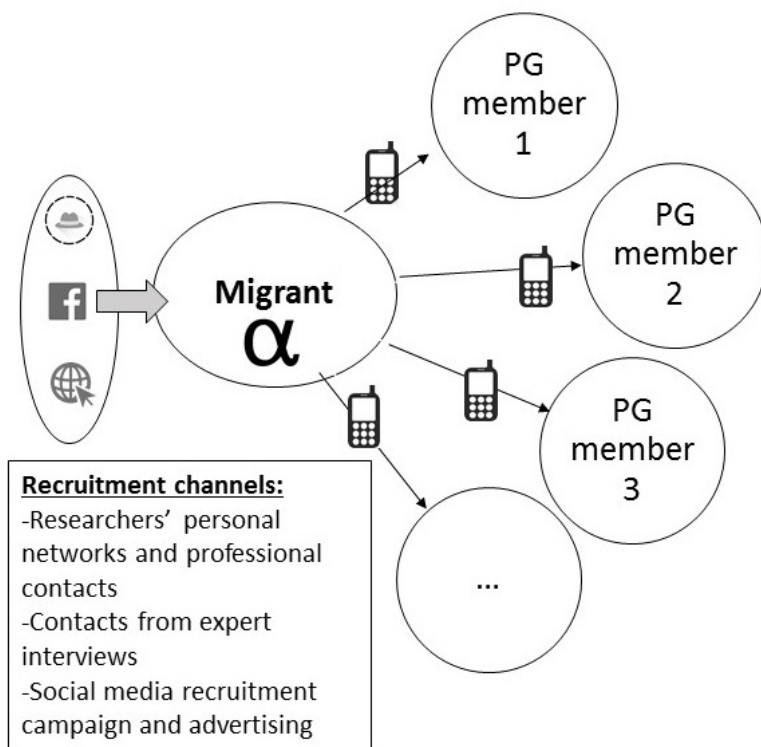 PG
member
1
PG
member
2
f
Migrant
α
PG
member
3
Recruitment channels:
-Researchers’ personal
networks and professional
contacts
-Contacts from expert
interviews
-Social media recruitment
campaign and advertising
...